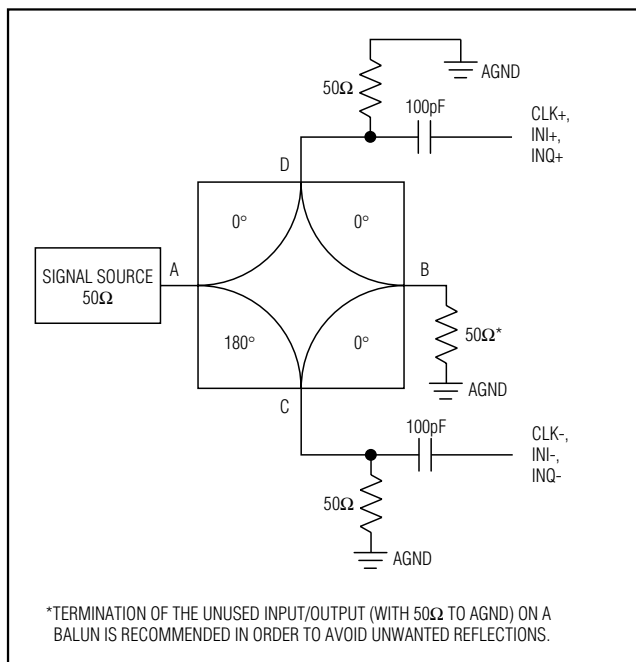 AGND
50Ω
100pF
CLK+,
INI+,
INQ+
D
0°
0°
SIGNAL SOURCE
50Ω
A
B
180°
0°
50Ω*
AGND
C
100pF
CLK-,
INI-,
INQ-
50Ω
AGND
*TERMINATION OF THE UNUSED INPUT/OUTPUT (WITH 50Ω TO AGND) ON A
BALUN IS RECOMMENDED IN ORDER TO AVOID UNWANTED REFLECTIONS.